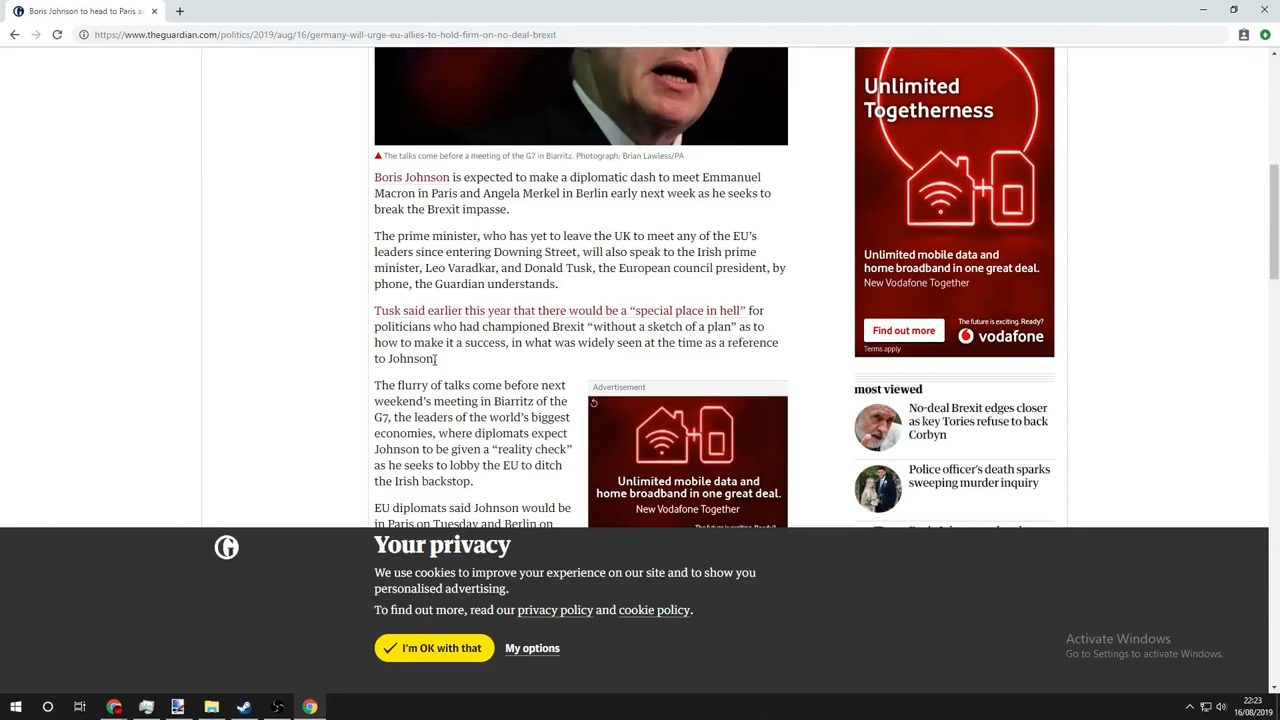 Boris Johnson to head to Paris a
https://www.theguardian.com/politics/2019/aug/16/germany-will-urge-eu-allies-to-hold-firm-on-no-deal-brexit
The talks come before a meeting of the G7 in Biarritz. Photograph: Brian Lawless/PA
Boris Johnson is expected to make a diplomatic dash to meet Emmanuel
Macron in Paris and Angela Merkel in Berlin early next week as he seeks to
break the Brexit impasse.
The prime minister, who has yet to leave the UK to meet any of the EU’s
leaders since entering Downing Street, will also speak to the Irish prime
minister, Leo Varadkar, and Donald Tusk, the European council president, by
phone, the Guardian understands.
Tusk said earlier this year that there would be a “special place in hell” for
politicians who had championed Brexit “without a sketch of a plan” as to
how to make it a success, in what was widely seen at the time as a reference
to Johnson.
The flurry of talks come before next
weekend’s meeting in Biarritz of the
G7, the leaders of the world’s biggest
economies, where diplomats expect
Johnson to be given a “reality check”
as he seeks to lobby the EU to ditch
the Irish backstop.
EU diplomats said Johnson would be
in Paris on Tuesday and Berlin on
Advertisement
Unlimited mobile data and
home broadband in one great deal.
New Vodafone Together
The future is exciting. Ready?
Unlimited
Togetherness
Unlimited mobile data and
home broadband in one great deal.
New Vodafone Together
Find out more
The future is exciting. Ready?
vodafone
Terms apply
most viewed
No-deal Brexit edges closer
as key Tories refuse to back
Corbyn
Police officer’s death sparks
sweeping murder inquiry
Your privacy
We use cookies to improve your experience on our site and to show you
personalised advertising.
To find out more, read our privacy policy and cookie policy.
I'm OK with that
My options
Activate Windows
Go to Settings to activate Windows.
22:23
16/08/2019